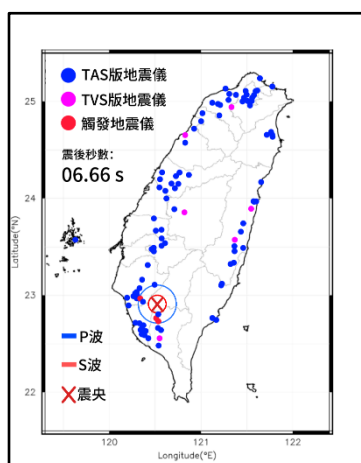 TAS版地震儀
TVS版地震儀
觸發地震儀
震後秒數:
06.66 s
P波
S波
震央
25
24
23
22
Latitude(°N)
120
121
122
Longitude(°E)